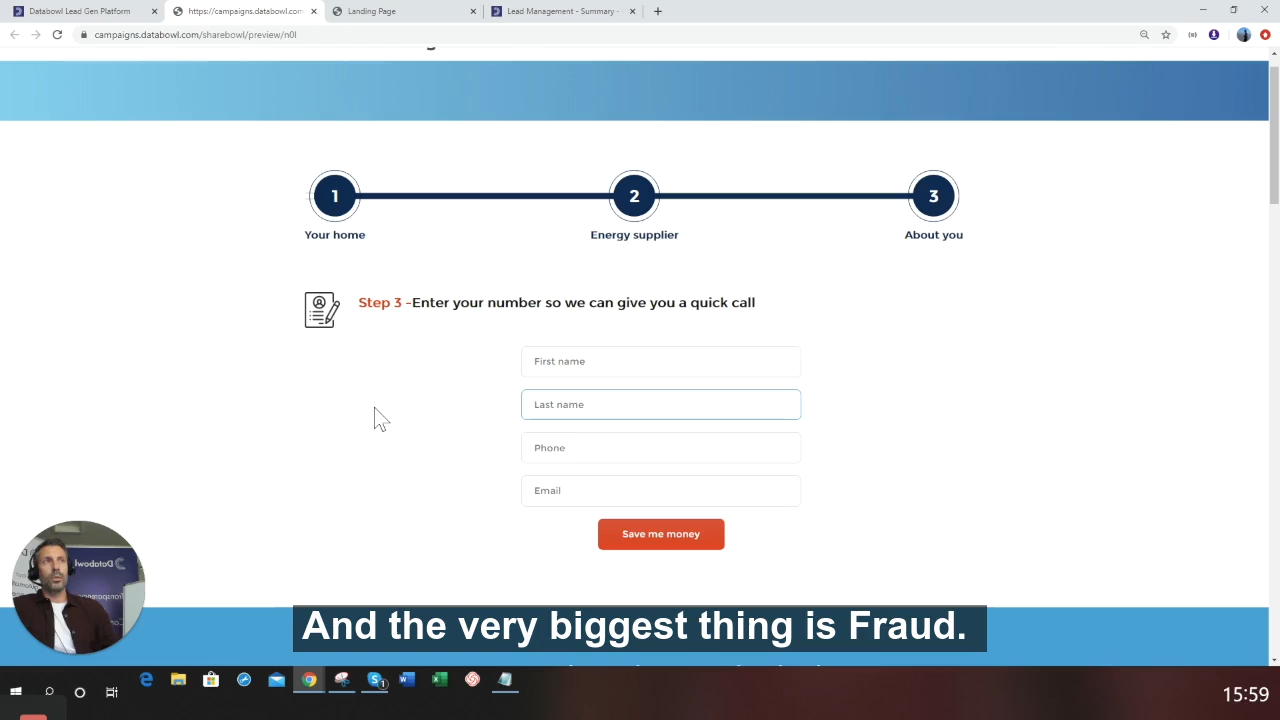 Databowl Lead Gen Platform
https://campaigns.databowl.com
Landing Page
Lead Management - Summary -
campaigns.databowl.com/sharebowl/preview/n0l
1
2
3
Your home
Energy supplier
About you
Step 3 -Enter your number so we can give you a quick call
First name
Last name
Phone
Email
Save me money
And the very biggest thing is Fraud.
1
15:59